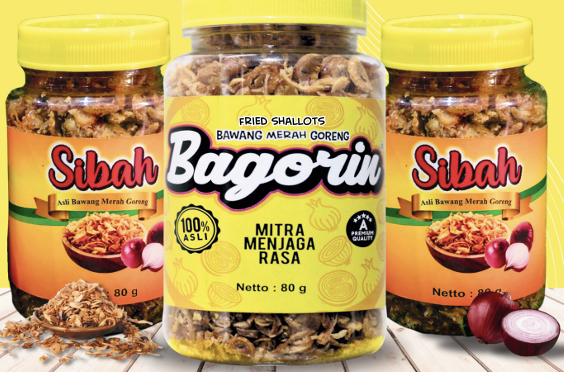 Sibah
Asli Bawang Merah Goreng
80 g
FRIED SHALLOTS
BAWANG MERAH GORENG
Bagorin
100%
ASLI
MITRA
MENJAGA
RASA
A
PREMIUM
QUALITY
Netto : 80 g
Sibah
Asli Bawang Merah Goreng
Netto : 80 g